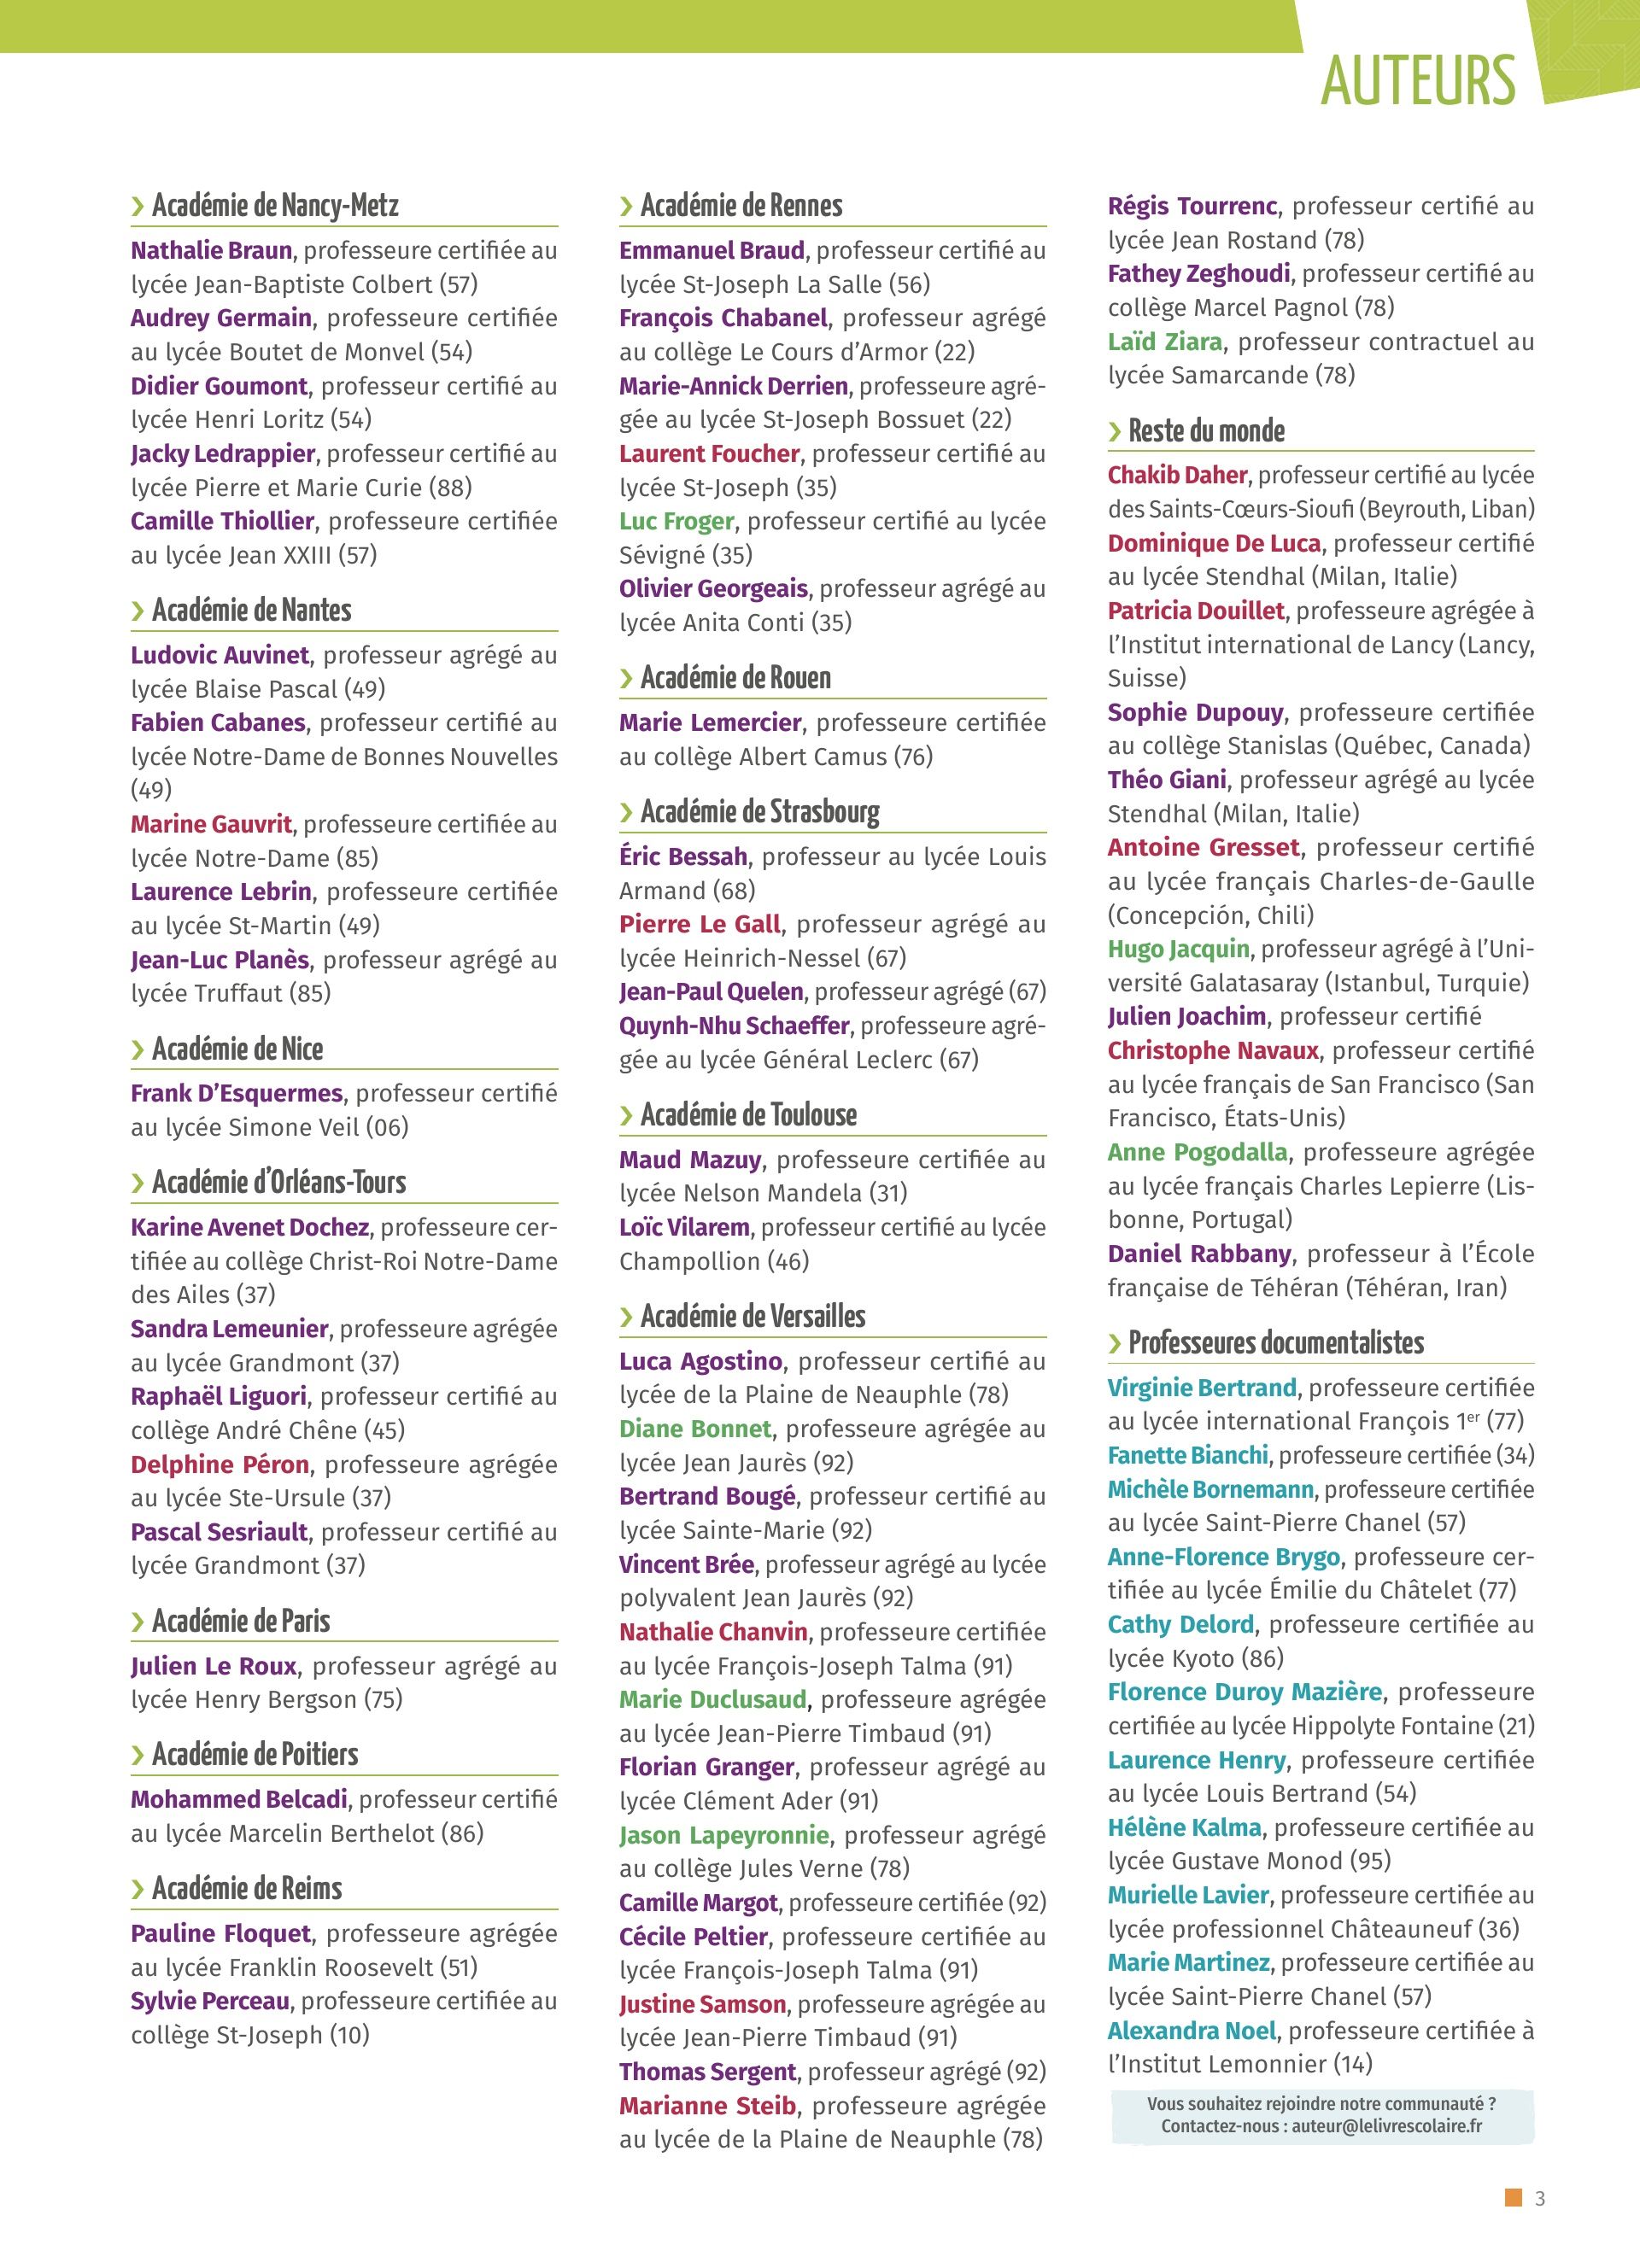 AUTEURS
Académie de Nancy-Metz
Nathalie Braun, professeure certifiée au
lycée Jean-Baptiste Colbert (57)
Audrey Germain, professeure certifiée
au lycée Boutet de Monvel (54)
Didier Goumont, professeur certifié au
lycée Henri Loritz (54)
Jacky Ledrappier, professeur certifié au
lycée Pierre et Marie Curie (88)
Camille Thiollier, professeure certifiée
au lycée Jean XXIII (57)
Académie de Nantes
Ludovic Auvinet, professeur agrégé au
lycée Blaise Pascal (49)
Fabien Cabanes, professeur certifié au
lycée Notre-Dame de Bonnes Nouvelles
(49)
Marine Gauvrit, professeure certifiée au
lycée Notre-Dame (85)
Laurence Lebrin, professeure certifiée
au lycée St-Martin (49)
Jean-Luc Planès, professeur agrégé au
lycée Truffaut (85)
Académie de Nice
Frank D’Esquermes, professeur certifié
au lycée Simone Veil (06)
Académie d’Orléans-Tours
Karine Avenet Dochez, professeure cer-
tifiée au collège Christ-Roi Notre-Dame
des Ailes (37)
Sandra Lemeunier, professeure agrégée
au lycée Grandmont (37)
Raphaël Liguori, professeur certifié au
collège André Chêne (45)
Delphine Péron, professeure agrégée
au lycée Ste-Ursule (37)
Pascal Sesriault, professeur certifié au
lycée Grandmont (37)
Académie de Paris
Julien Le Roux, professeur agrégé au
lycée Henry Bergson (75)
Académie de Poitiers
Mohammed Belcadi, professeur certifié
au lycée Marcelin Berthelot (86)
Académie de Reims
Pauline Floquet, professeure agrégée
au lycée Franklin Roosevelt (51)
Sylvie Perceau, professeure certifiée au
collège St-Joseph (10)
Académie de Rennes
Emmanuel Braud, professeur certifié au
lycée St-Joseph La Salle (56)
François Chabanel, professeur agrégé
au collège Le Cours d’Armor (22)
Marie-Annick Derrien, professeure agré-
gée au lycée St-Joseph Bossuet (22)
Laurent Foucher, professeur certifié au
lycée St-Joseph (35)
Luc Froger, professeur certifié au lycée
Sévigné (35)
Olivier Georgeais, professeur agrégé au
lycée Anita Conti (35)
Académie de Rouen
Marie Lemercier, professeure certifiée
au collège Albert Camus (76)
Académie de Strasbourg
Éric Bessah, professeur au lycée Louis
Armand (68)
Pierre Le Gall, professeur agrégé au
lycée Heinrich-Nessel (67)
Jean-Paul Quelen, professeur agrégé (67)
Quynh-Nhu Schaeffer, professeure agré-
gée au lycée Général Leclerc (67)
Académie de Toulouse
Maud Mazuy, professeure certifiée au
lycée Nelson Mandela (31)
Loïc Vilarem, professeur certifié au lycée
Champollion (46)
Académie de Versailles
Luca Agostino, professeur certifié au
lycée de la Plaine de Neauphle (78)
Diane Bonnet, professeure agrégée au
lycée Jean Jaurès (92)
Bertrand Bougé, professeur certifié au
lycée Sainte-Marie (92)
Vincent Brée, professeur agrégé au lycée
polyvalent Jean Jaurès (92)
Nathalie Chanvin, professeure certifiée
au lycée François-Joseph Talma (91)
Marie Duclusaud, professeure agrégée
au lycée Jean-Pierre Timbaud (91)
Florian Granger, professeur agrégé au
lycée Clément Ader (91)
Jason Lapeyronnie, professeur agrégé
au collège Jules Verne (78)
Camille Margot, professeure certifiée (92)
Cécile Peltier, professeure certifiée au
lycée François-Joseph Talma (91)
Justine Samson, professeure agrégée au
lycée Jean-Pierre Timbaud (91)
Thomas Sergent, professeur agrégé (92)
Marianne Steib, professeure agrégée
au lycée de la Plaine de Neauphle (78)
Régis Tourrenc, professeur certifié au
lycée Jean Rostand (78)
Fathey Zeghoudi, professeur certifié au
collège Marcel Pagnol (78)
Laïd Ziara, professeur contractuel au
lycée Samarcande (78)
Reste du monde
Chakib Daher, professeur certifié au lycée
des Saints-Cœurs-Sioufi (Beyrouth, Liban)
Dominique De Luca, professeur certifié
au lycée Stendhal (Milan, Italie)
Patricia Douillet, professeure agrégée à
l’Institut international de Lancy (Lancy,
Suisse)
Sophie Dupouy, professeure certifiée
au collège Stanislas (Québec, Canada)
Théo Giani, professeur agrégé au lycée
Stendhal (Milan, Italie)
Antoine Gresset, professeur certifié
au lycée français Charles-de-Gaulle
(Concepción, Chili)
Hugo Jacquin, professeur agrégé à l’Uni-
versité Galatasaray (Istanbul, Turquie)
Julien Joachim, professeur certifié
Christophe Navaux, professeur certifié
au lycée français de San Francisco (San
Francisco, États-Unis)
Anne Pogodalla, professeure agrégée
au lycée français Charles Lepierre (Lis-
bonne, Portugal)
Daniel Rabbany, professeur à l’École
française de Téhéran (Téhéran, Iran)
Professeures documentalistes
Virginie Bertrand, professeure certifiée
au lycée international François 1er (77)
Fanette Bianchi, professeure certifiée (34)
Michèle Bornemann, professeure certifiée
au lycée Saint-Pierre Chanel (57)
Anne-Florence Brygo, professeure cer-
tifiée au lycée Émilie du Châtelet (77)
Cathy Delord, professeure certifiée au
lycée Kyoto (86)
Florence Duroy Mazière, professeure
certifiée au lycée Hippolyte Fontaine (21)
Laurence Henry, professeure certifiée
au lycée Louis Bertrand (54)
Hélène Kalma, professeure certifiée au
lycée Gustave Monod (95)
Murielle Lavier, professeure certifiée au
lycée professionnel Châteauneuf (36)
Marie Martinez, professeure certifiée au
lycée Saint-Pierre Chanel (57)
Alexandra Noel, professeure certifiée à
l’Institut Lemonnier (14)
Vous souhaitez rejoindre notre communauté ?
Contactez-nous : auteur@lelivrescolaire.fr
3